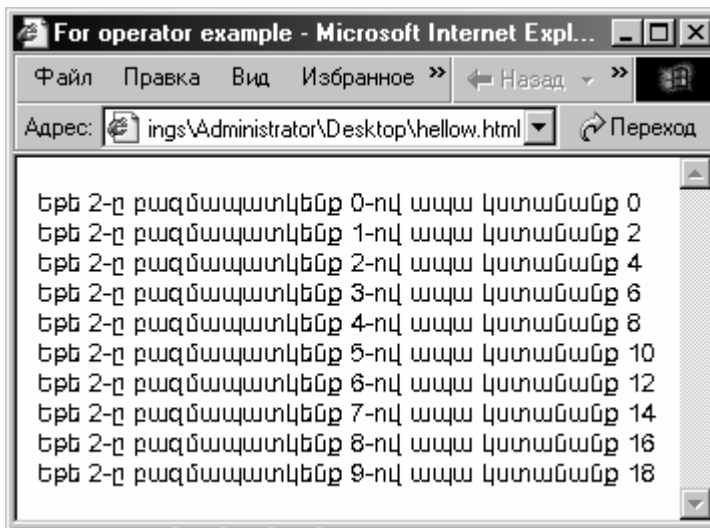 For operator example - Microsoft Internet Expl...
Файл Правка Вид Избранное » Назад »
Адрес: ings\Administrator\Desktop\hellow.html Переход
Եթե 2-ը բազմապատկենք 0-ով ապա կստանանք 0
Եթե 2-ը բազմապատկենք 1-ով ապա կստանանք 2
Եթե 2-ը բազմապատկենք 2-ով ապա կստանանք 4
Եթե 2-ը բազմապատկենք 3-ով ապա կստանանք 6
Եթե 2-ը բազմապատկենք 4-ով ապա կստանանք 8
Եթե 2-ը բազմապատկենք 5-ով ապա կստանանք 10
Եթե 2-ը բազմապատկենք 6-ով ապա կստանանք 12
Եթե 2-ը բազմապատկենք 7-ով ապա կստանանք 14
Եթե 2-ը բազմապատկենք 8-ով ապա կստանանք 16
Եթե 2-ը բազմապատկենք 9-ով ապա կստանանք 18